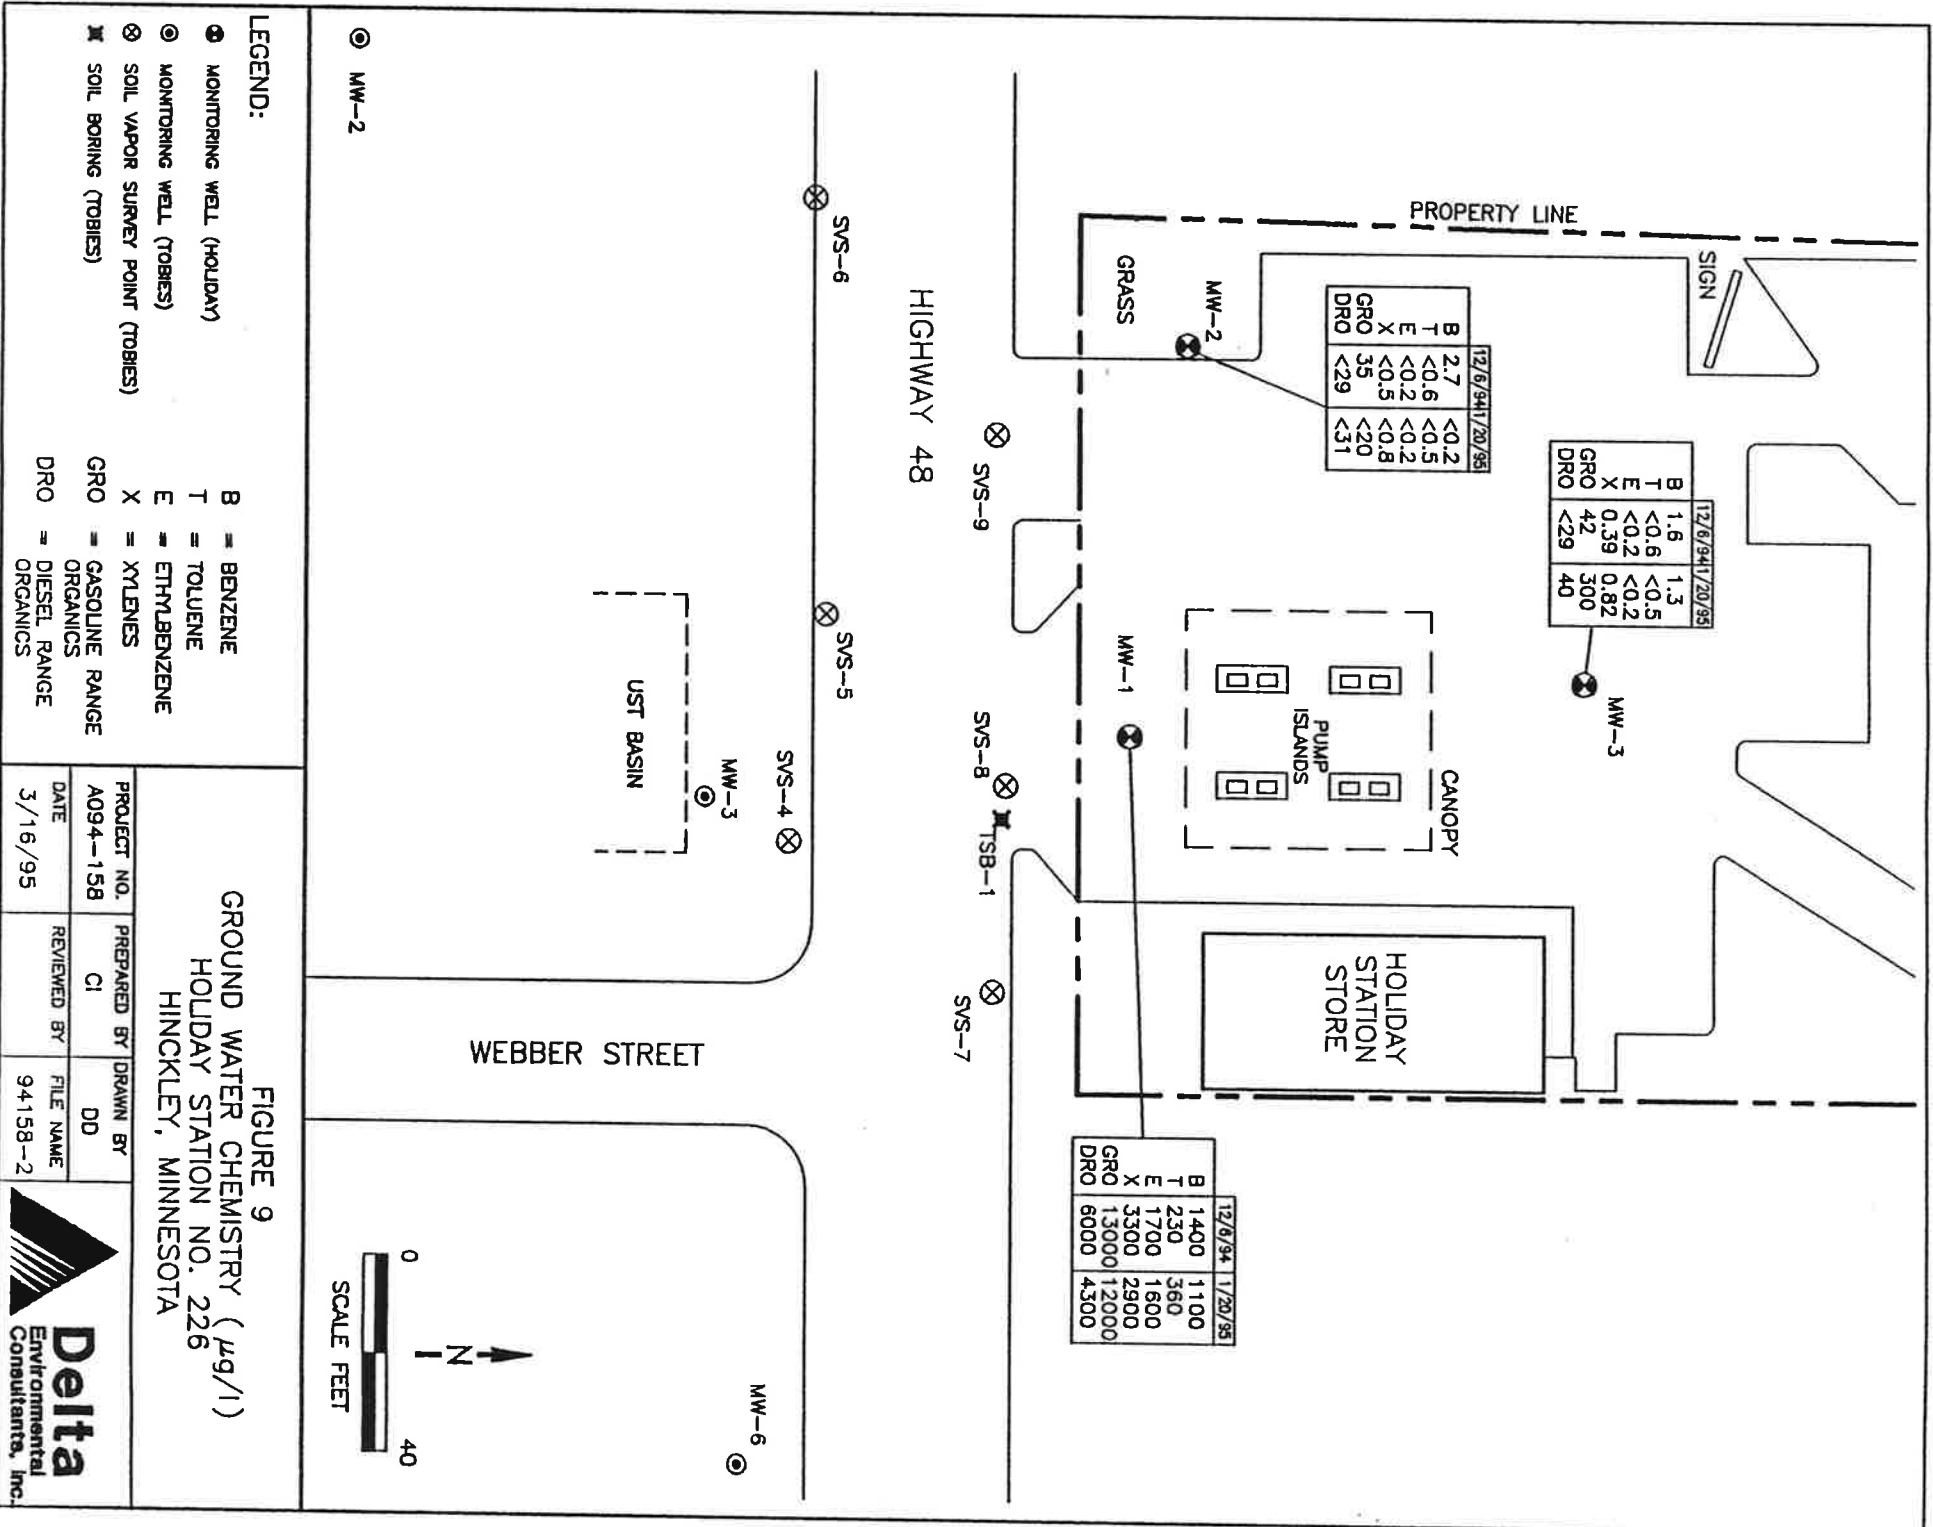 PROPERTY LINE
SIGN
GRASS
MW-2
12/6/94 1/20/95
B 2.7 <0.2
T <0.6 <0.5
E <0.2 <0.2
X <0.5 <0.8
GRO 35 <20
DRO <29 <31
12/6/94 1/20/95
B 1.6 1.3
T <0.6 <0.5
E <0.2 <0.2
X 0.39 0.82
GRO 42 300
DRO <29 40
MW-3
CANOPY
PUMP
ISLANDS
MW-1
HOLIDAY
STATION
STORE
12/6/94 1/20/95
B 1400 1100
T 230 360
E 1700 1600
X 3300 2900
GRO 13000 12000
DRO 6000 4300
SVS-9
SVS-8
TSB-1
SVS-7
HIGHWAY 48
SVS-6
SVS-5
SVS-4
MW-3
UST BASIN
WEBBER STREET
MW-2
MW-6
N
0 40
SCALE FEET
LEGEND:
MONITORING WELL (HOLIDAY)
MONITORING WELL (TOBIES)
SOIL VAPOR SURVEY POINT (TOBIES)
SOIL BORING (TOBIES)
B = BENZENE
T = TOLUENE
E = ETHYLBENZENE
X = XYLENES
GRO = GASOLINE RANGE
ORGANICS
DRO = DIESEL RANGE
ORGANICS
FIGURE 9
GROUND WATER CHEMISTRY (µg/l)
HOLIDAY STATION NO. 226
HINCKLEY, MINNESOTA
PROJECT NO. PREPARED BY DRAWN BY
A094-158 CI DD
DATE REVIEWED BY FILE NAME
3/16/95 94158-2
Delta
Environmental
Consultants, Inc.